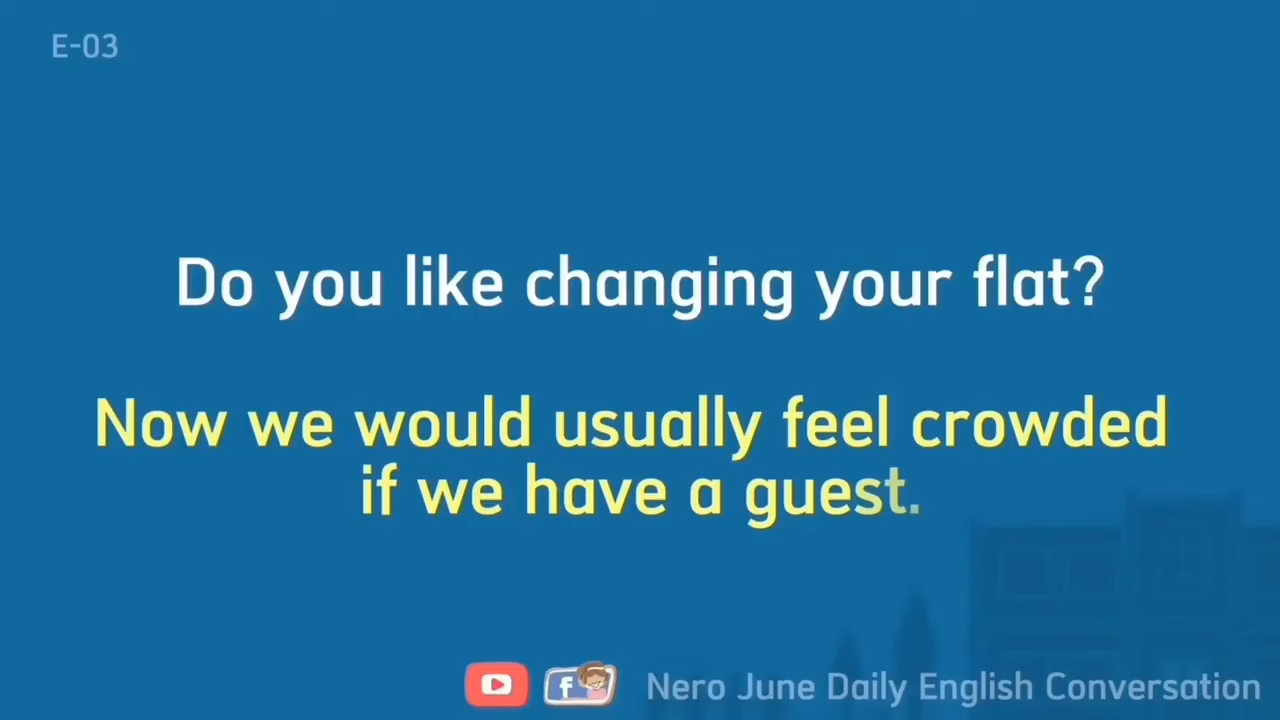 E-03
Do you like changing your flat?
Now we would usually feel crowded
if we have a guest.
f
Nero June Daily English Conversation